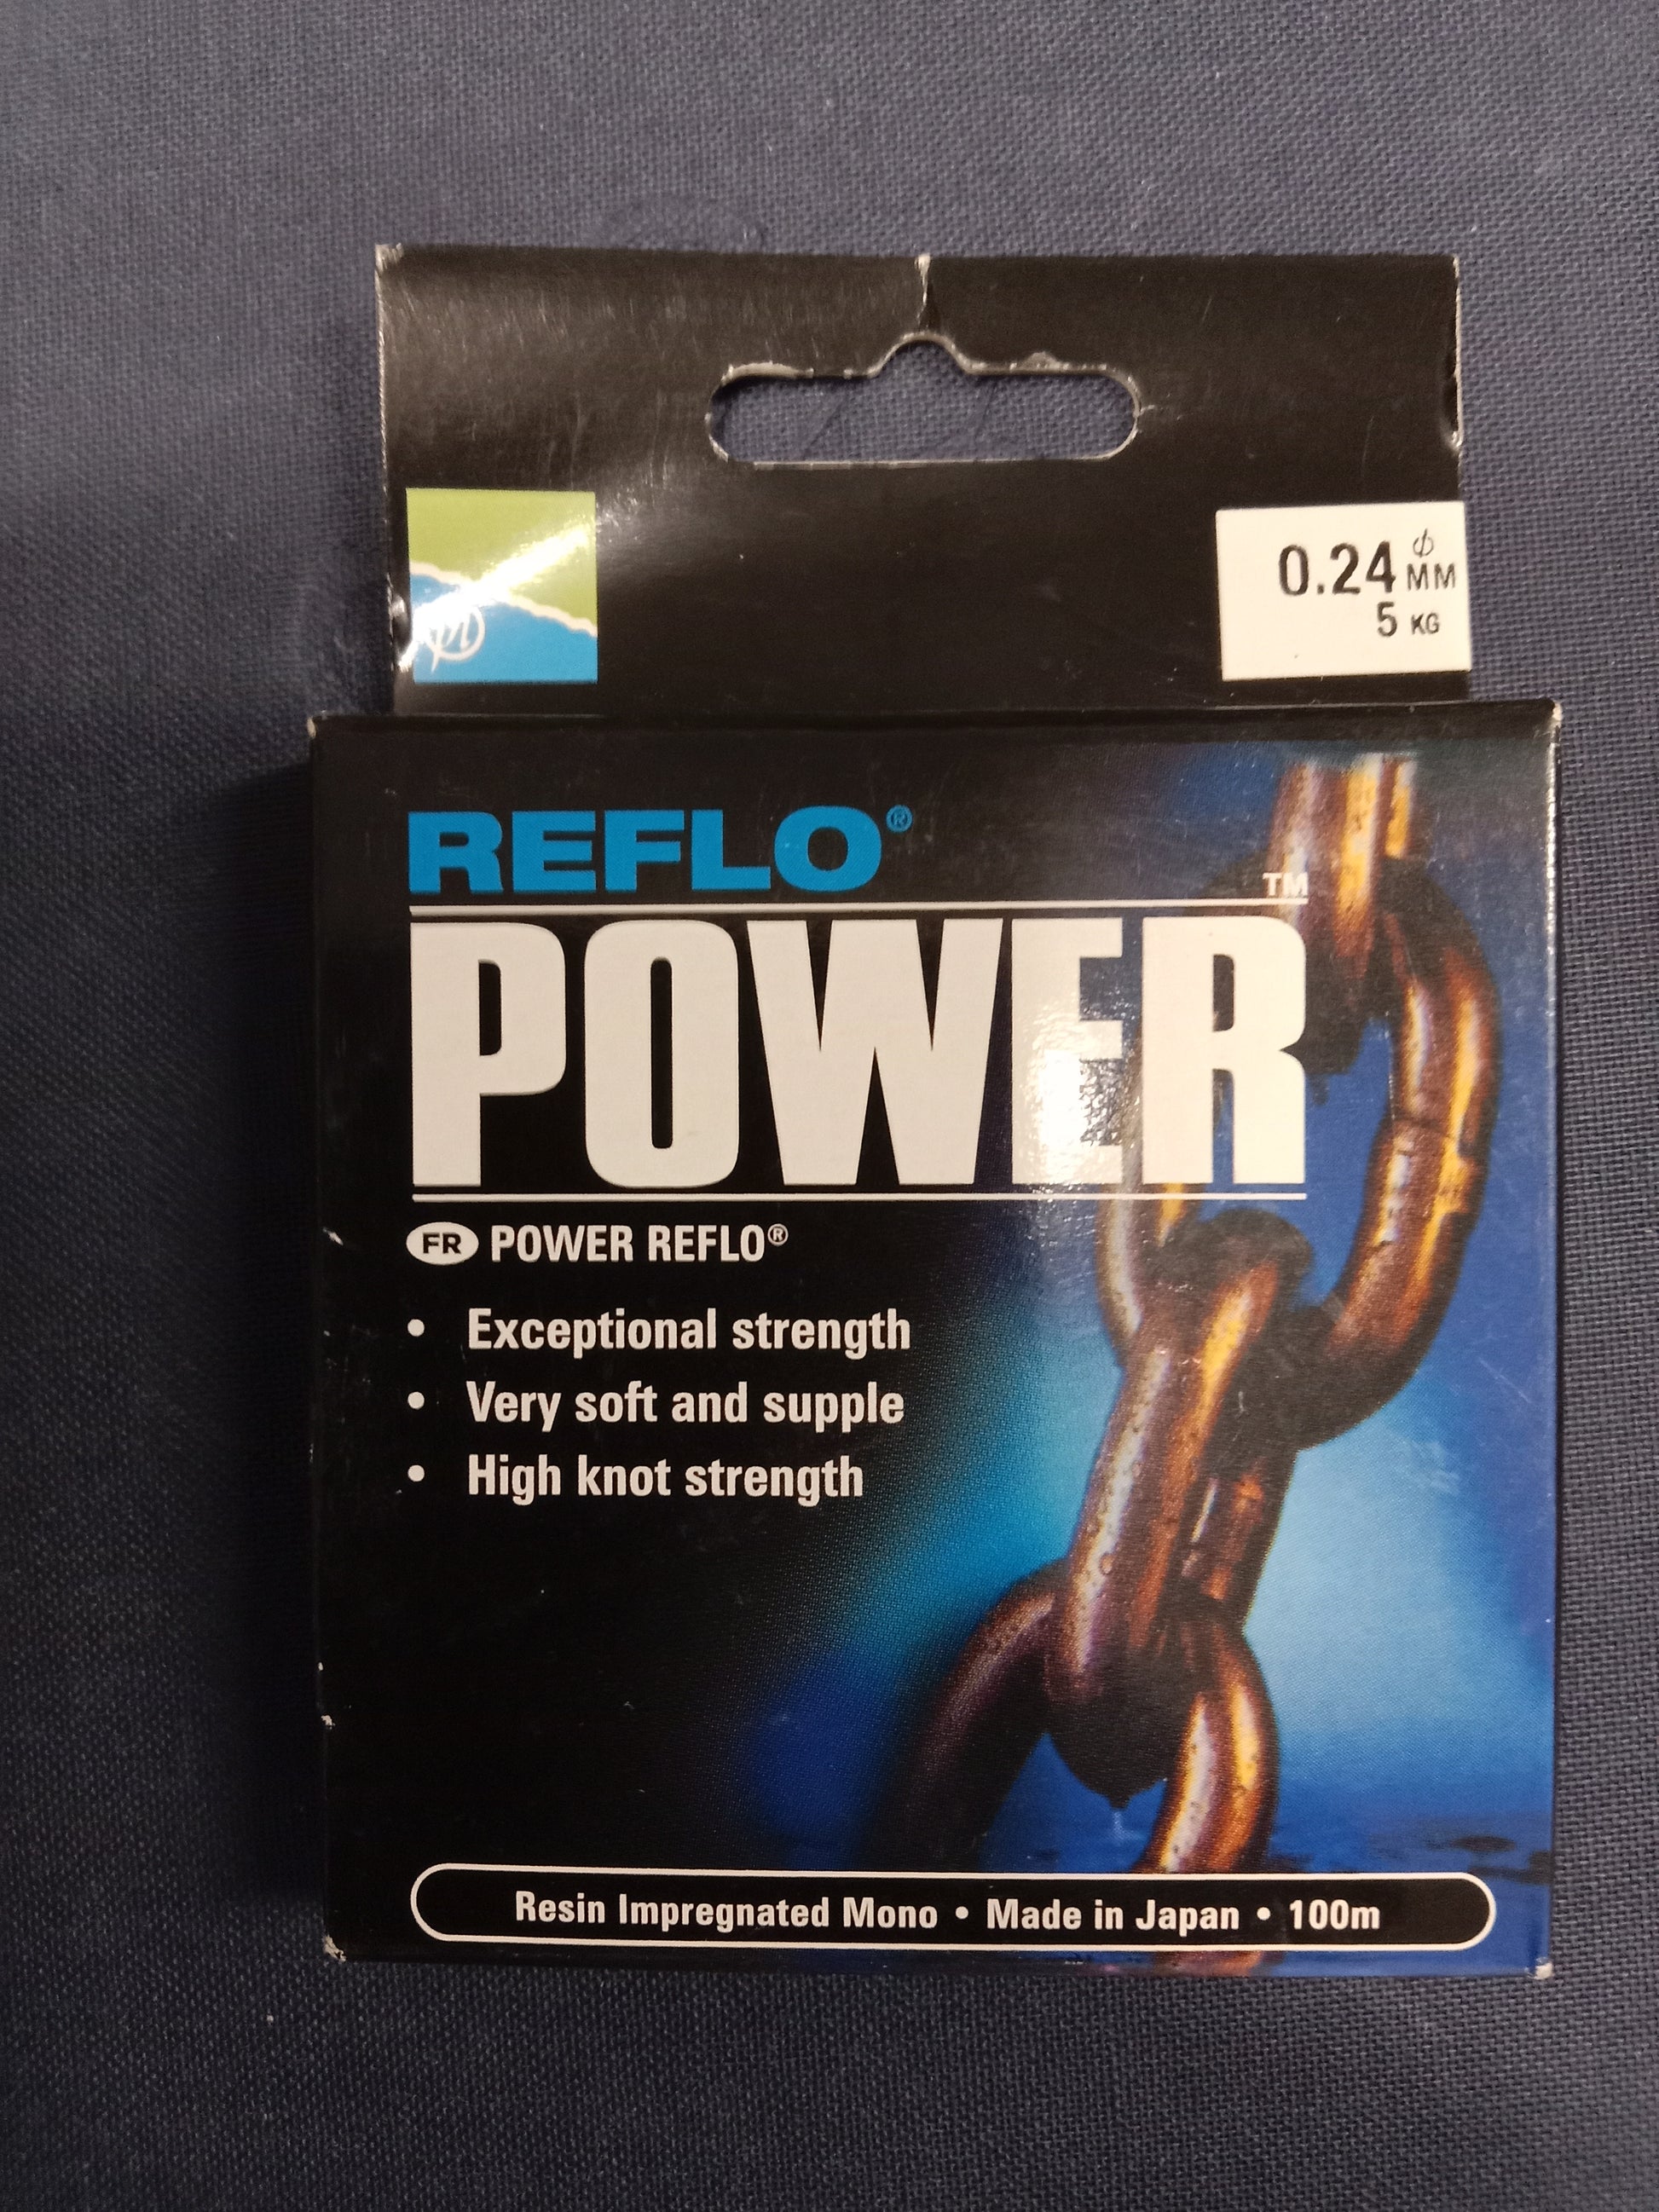 0.24 ϕ MM
5 KG
REFLO®
POWER™
FR POWER REFLO®
• Exceptional strength
• Very soft and supple
• High knot strength
Resin Impregnated Mono • Made in Japan • 100m